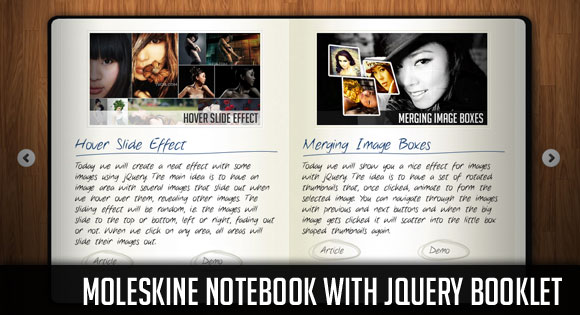 HOVER SLIDE EFFECT
Hover Slide Effect
Today we will create a neat effect with some
images using jQuery. The main idea is to have an
image area with several images that slide out when
we hover over them, revealing other images. The
sliding effect will be random, i.e. the images will
slide to the top or bottom, left or right, fading out
or not. When we click on any area, all areas will
slide their images out.
Article Demo
MERGING IMAGE BOXES
Merging Image Boxes
Today we will show you a nice effect for images
with jQuery. The idea is to have a set of rotated
thumbnails that, once clicked, animate to form the
selected image. You can navigate through the images
with previous and next buttons and when the big
image gets clicked it will scatter into the little box
shaped thumbnails again.
Article Demo
MOLESKINE NOTEBOOK WITH JQUERY BOOKLET